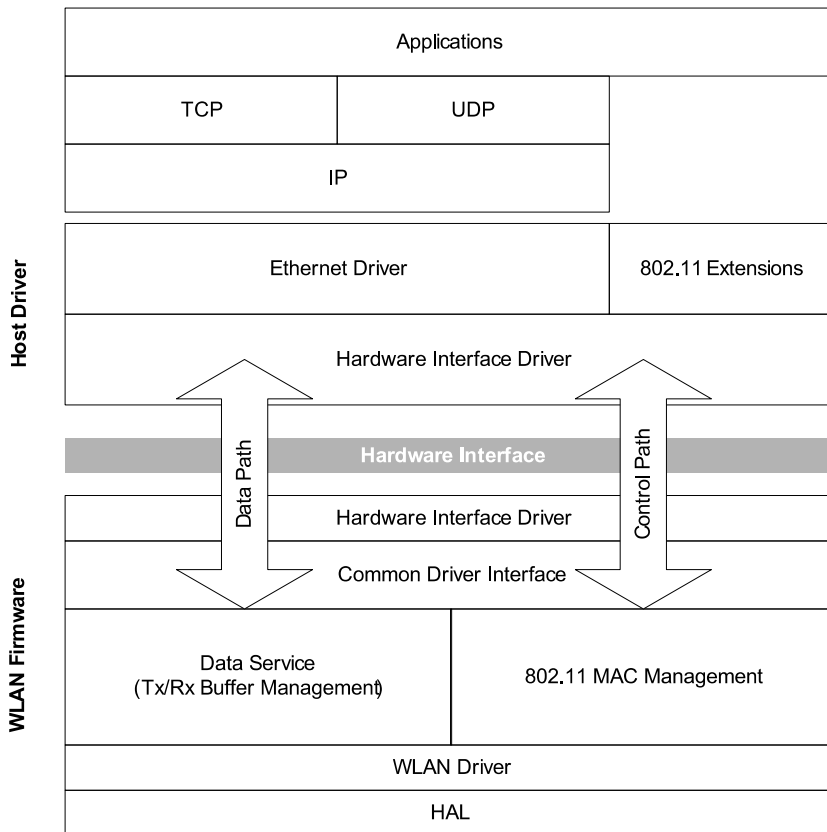 Applications
TCP
UDP
IP
Host Driver
Ethernet Driver
802.11 Extensions
Hardware Interface Driver
Data Path
Control Path
Hardware Interface
WLAN Firmware
Hardware Interface Driver
Common Driver Interface
Data Service
(Tx/Rx Buffer Management)
802.11 MAC Management
WLAN Driver
HAL